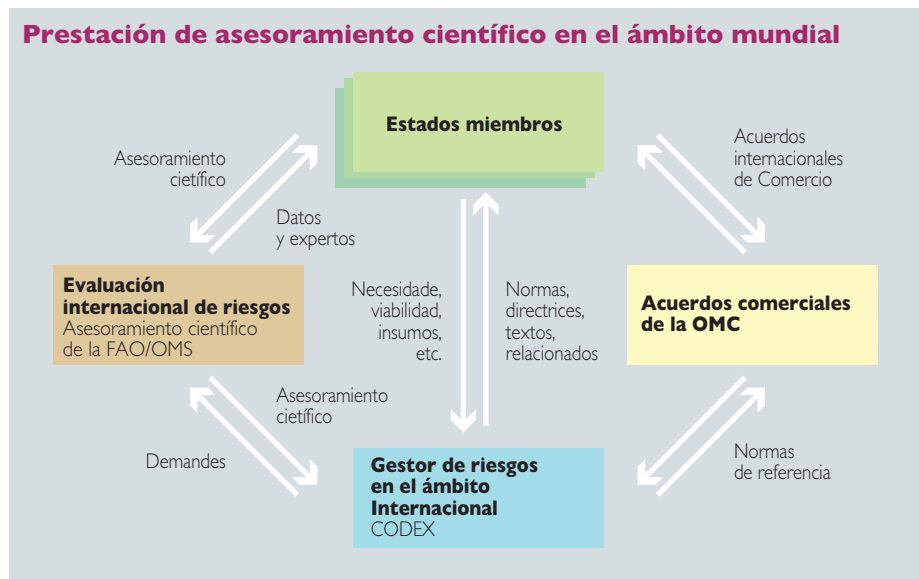 Prestación de asesoramiento científico en el ámbito mundial
Estados miembros
Asesoramiento
cietífico
Acuerdos
internacionales
de Comercio
Datos
y expertos
Evaluación
internacional de riesgos
Asesoramiento científico
de la FAO/OMS
Necesidade,
viabilidad,
insumos,
etc.
Normas,
directrices,
textos,
relacionados
Acuerdos comerciales
de la OMC
Asesoramiento
cietífico
Demandes
Gestor de riesgos
en el ámbito
Internacional
CODEX
Normas
de referencia